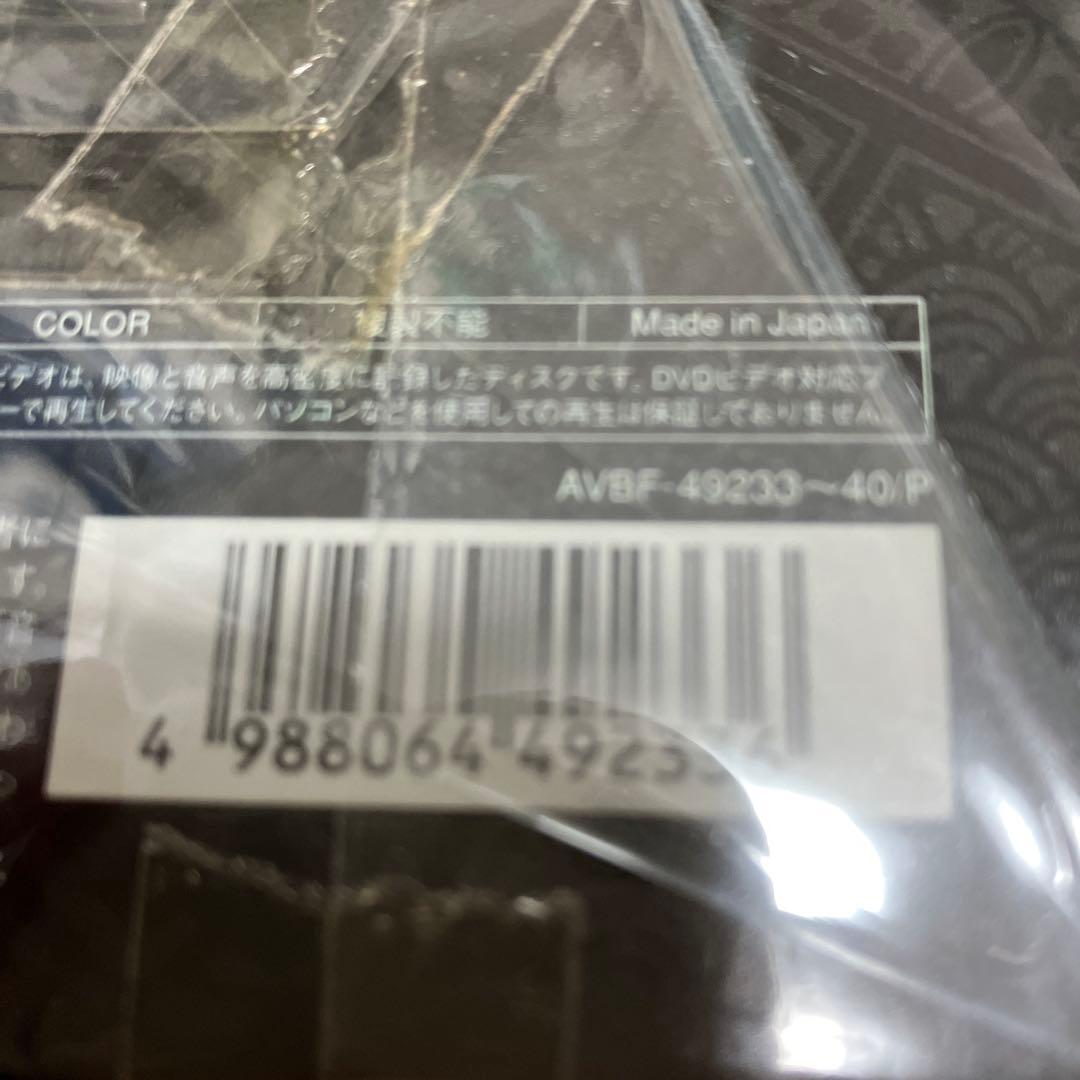 COLOR 複製不能 Made in Japan
ビデオは、映像と音声を高密度に記録したディスクです。DVDビデオ対応プ
ーで再生してください。パソコンなどを使用しての再生は保証しておりません。
AVBF-49233〜40/P
に
す。
4 988064 49233